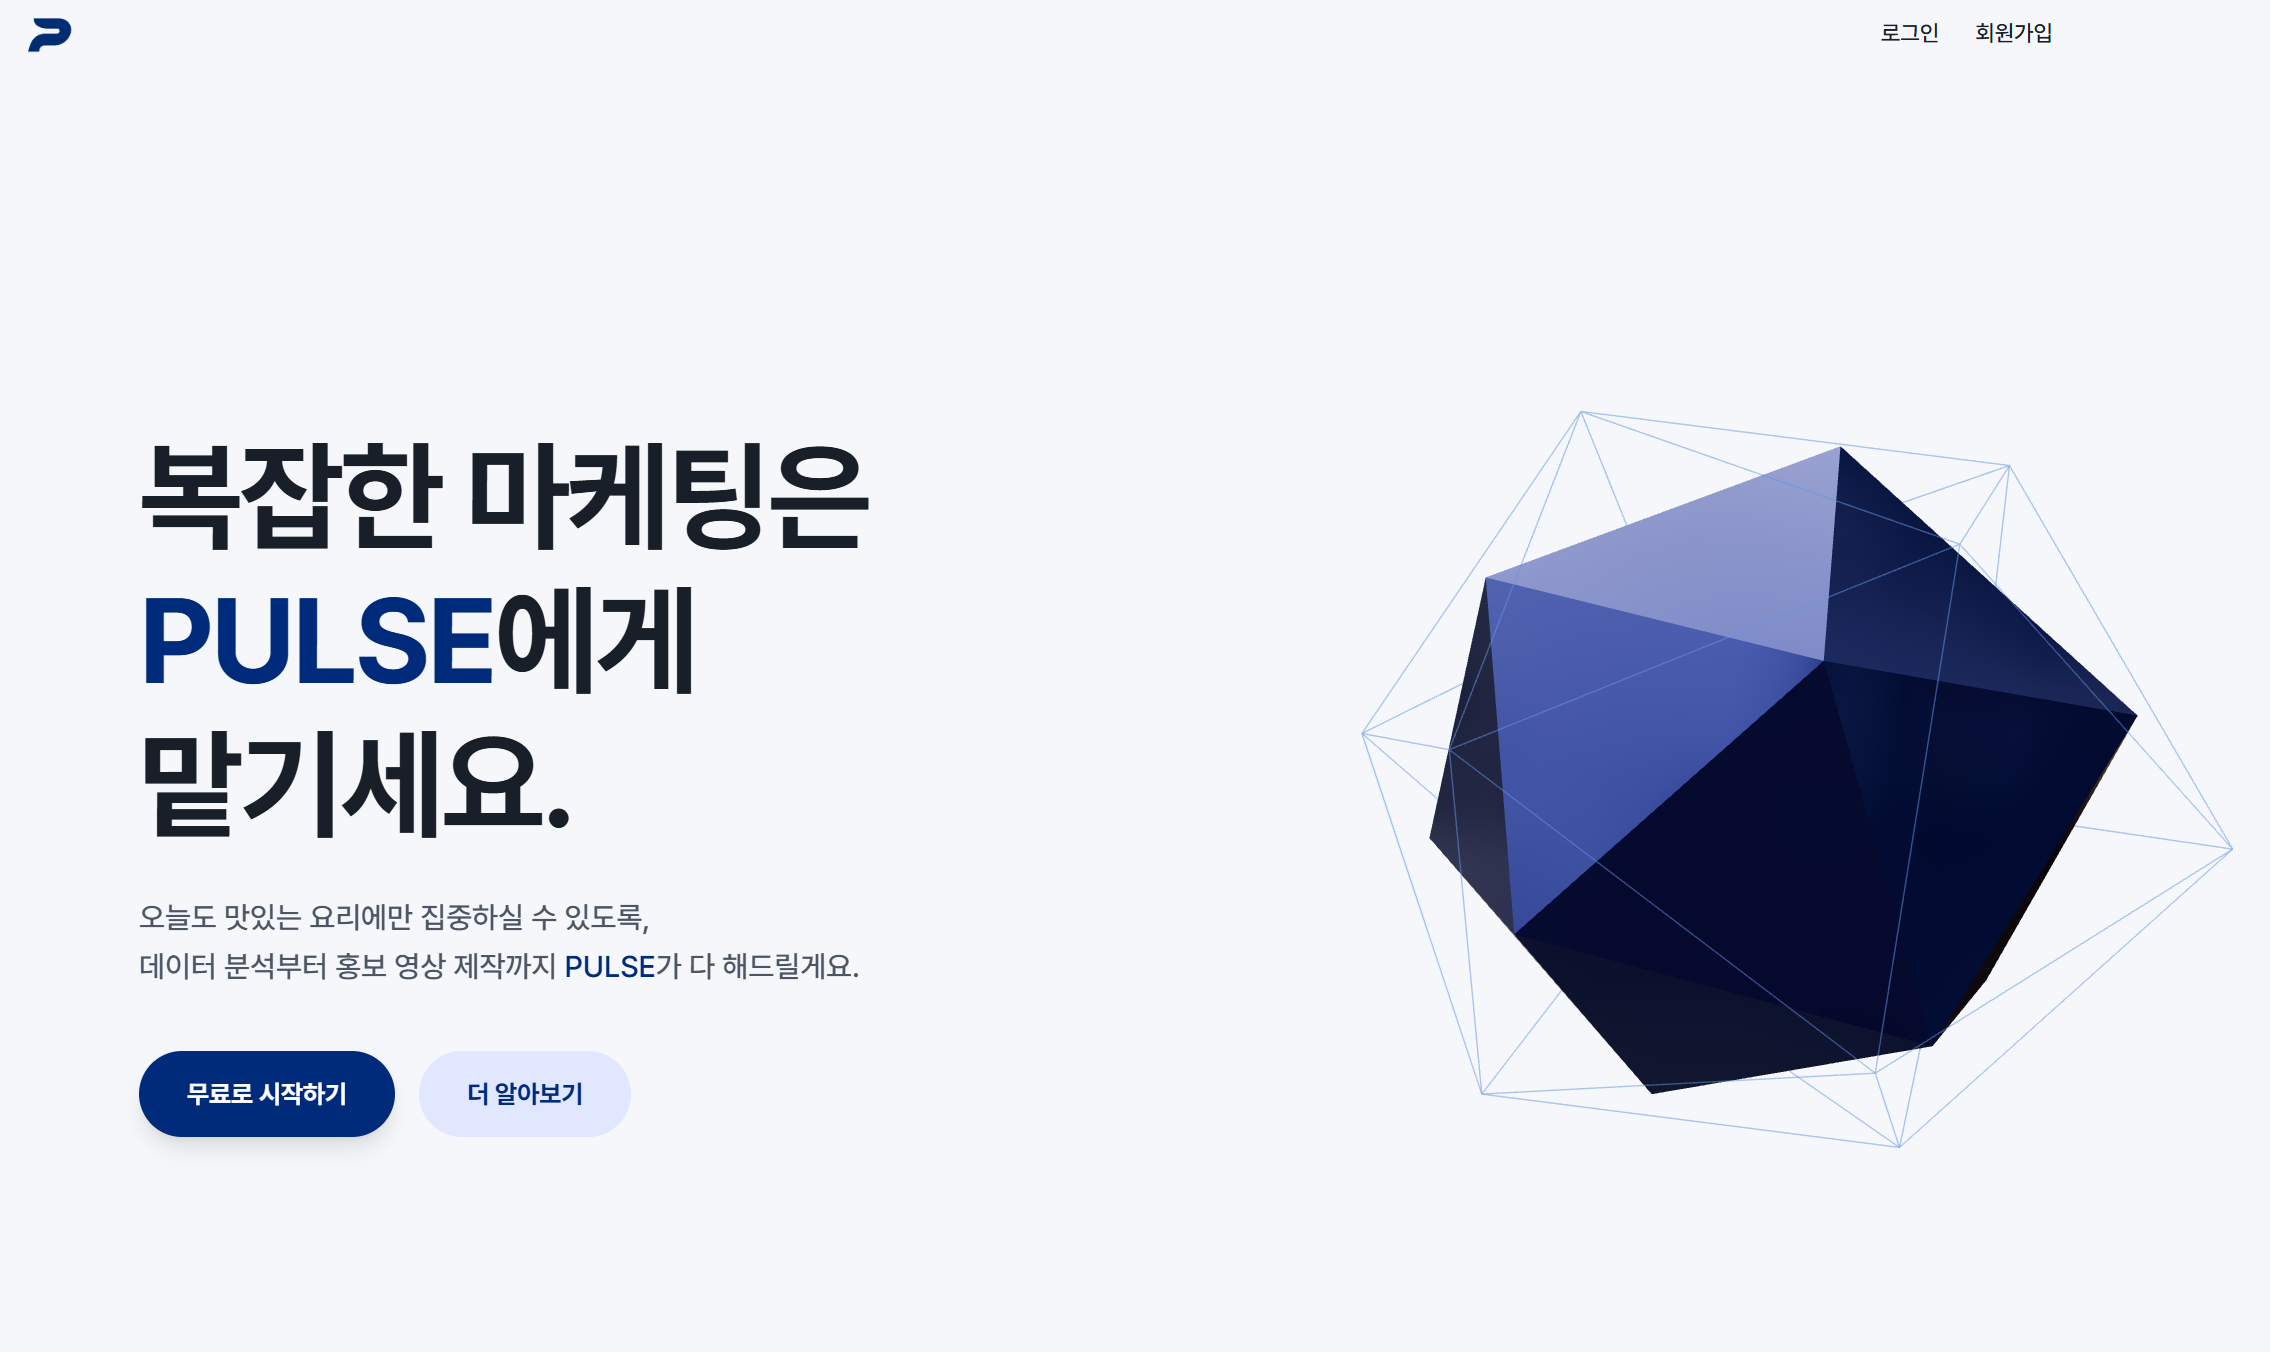 로그인 회원가입
복잡한 마케팅은
PULSE에게
맡기세요.
오늘도 맛있는 요리에만 집중하실 수 있도록,
데이터 분석부터 홍보 영상 제작까지 PULSE가 다 해드릴게요.
무료로 시작하기 더 알아보기